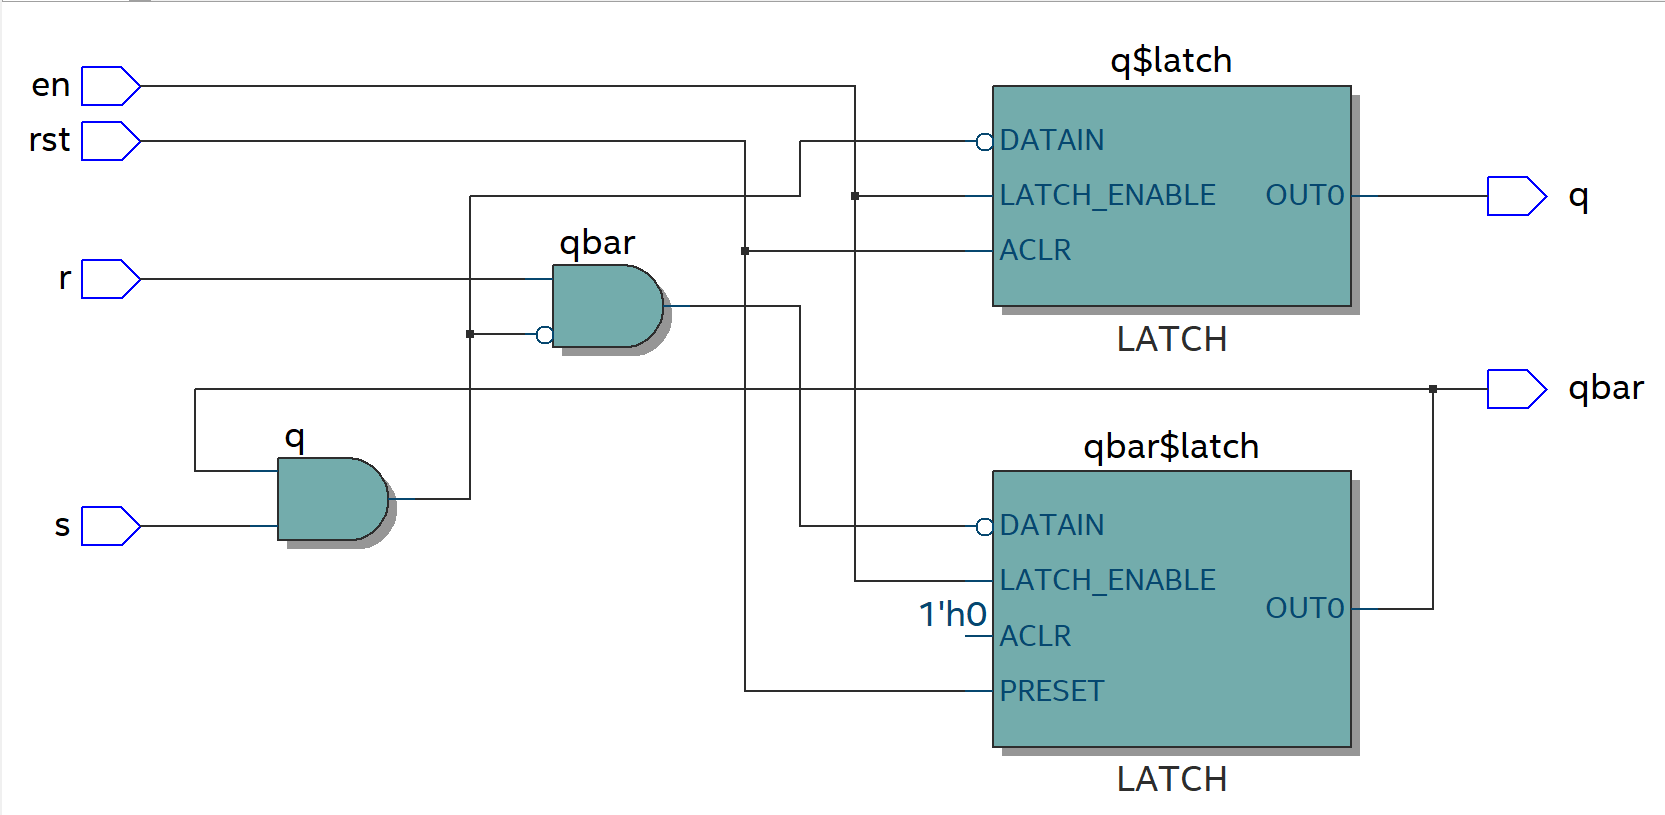 en
rst
r
s
qbar
q
q$latch
DATAIN
LATCH_ENABLE
OUT0
ACLR
LATCH
q
qbar
qbar$latch
DATAIN
LATCH_ENABLE
1'h0
OUT0
ACLR
PRESET
LATCH